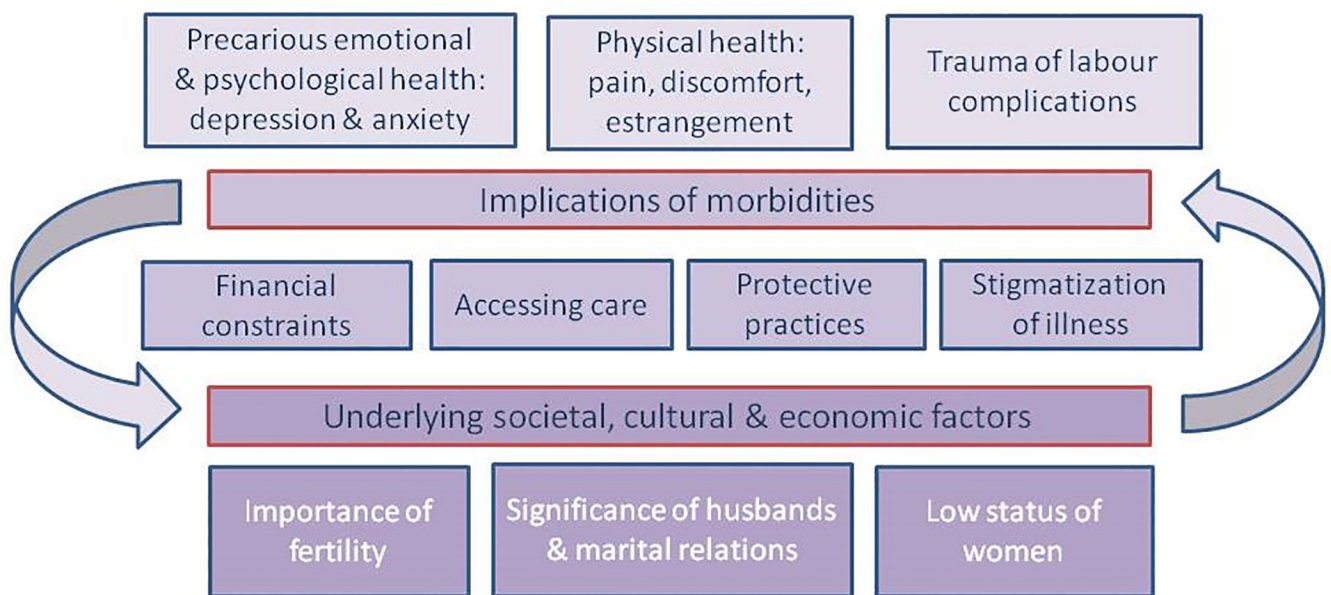 Precarious emotional
& psychological health:
depression & anxiety
Physical health:
pain, discomfort,
estrangement
Trauma of labour
complications
Implications of morbidities
Financial
constraints
Accessing care
Protective
practices
Stigmatization
of illness
Underlying societal, cultural & economic factors
Importance of
fertility
Significance of husbands
& marital relations
Low status of
women